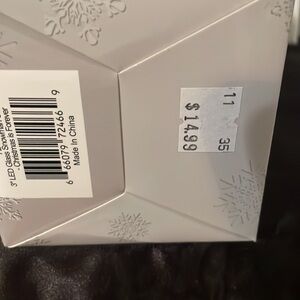 3" LED Glass Snowman
- Christmas is Forever
6 66079 72466 9
Made In China
11 35
$14.99